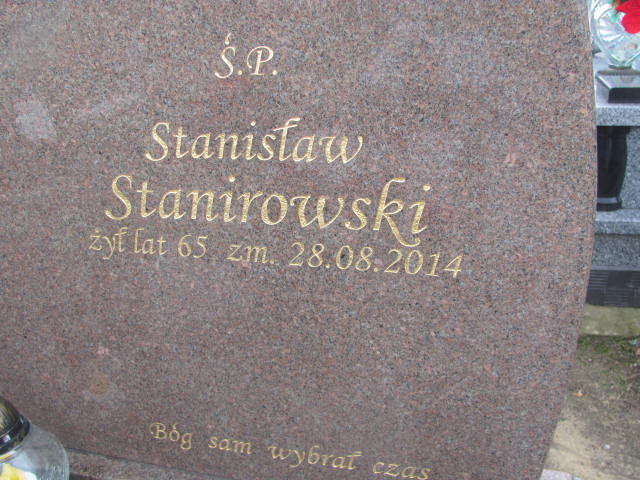 Ś.P.
Stanisław
Stanirowski
żył lat 65 zm. 28.08.2014
Bóg sam wybrał czas